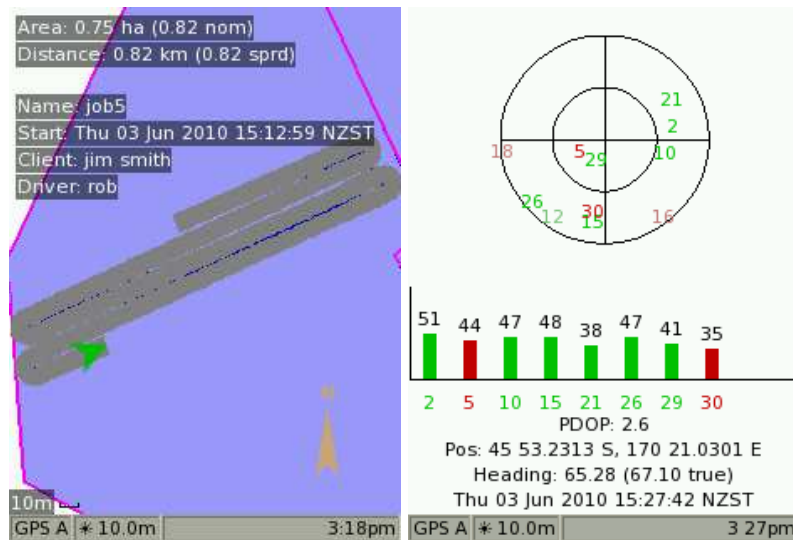 Area: 0.75 ha (0.82 nom)
Distance: 0.82 km (0.82 sprd)
Name: job5
Start: Thu 03 Jun 2010 15:12:59 NZST
Client: jim smith
Driver: rob
N
10m
GPS A ☀ 10.0m 3:18pm
21
2
18
5
29
10
26
12
30
15
16
51 44 47 48 38 47 41 35
2 5 10 15 21 26 29 30
PDOP: 2.6
Pos: 45 53.2313 S, 170 21.0301 E
Heading: 65.28 (67.10 true)
Thu 03 Jun 2010 15:27:42 NZST
GPS A ☀ 10.0m 3 27pm